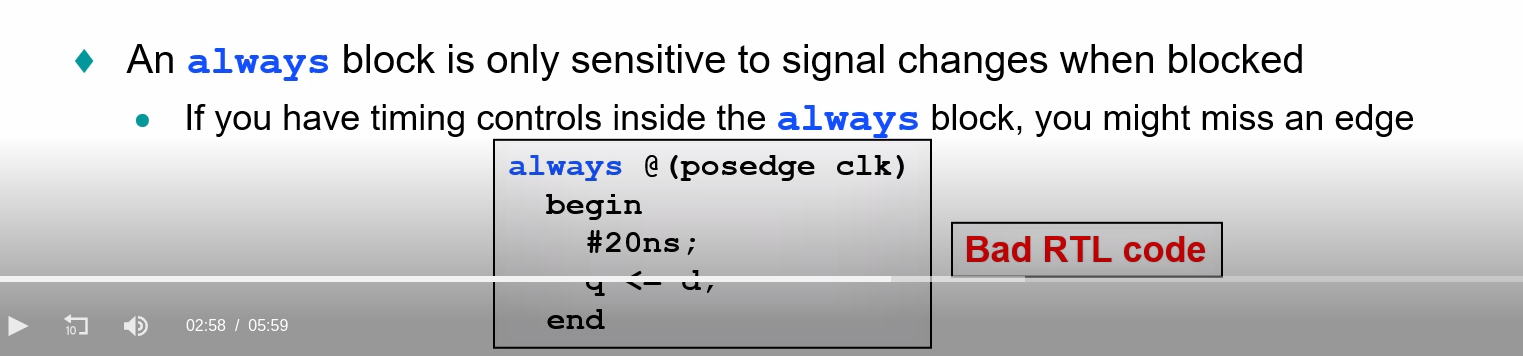 An always block is only sensitive to signal changes when blocked
If you have timing controls inside the always block, you might miss an edge
always @(posedge clk)
begin
#20ns;
q <= d;
end
Bad RTL code
10
02:58 / 05:59